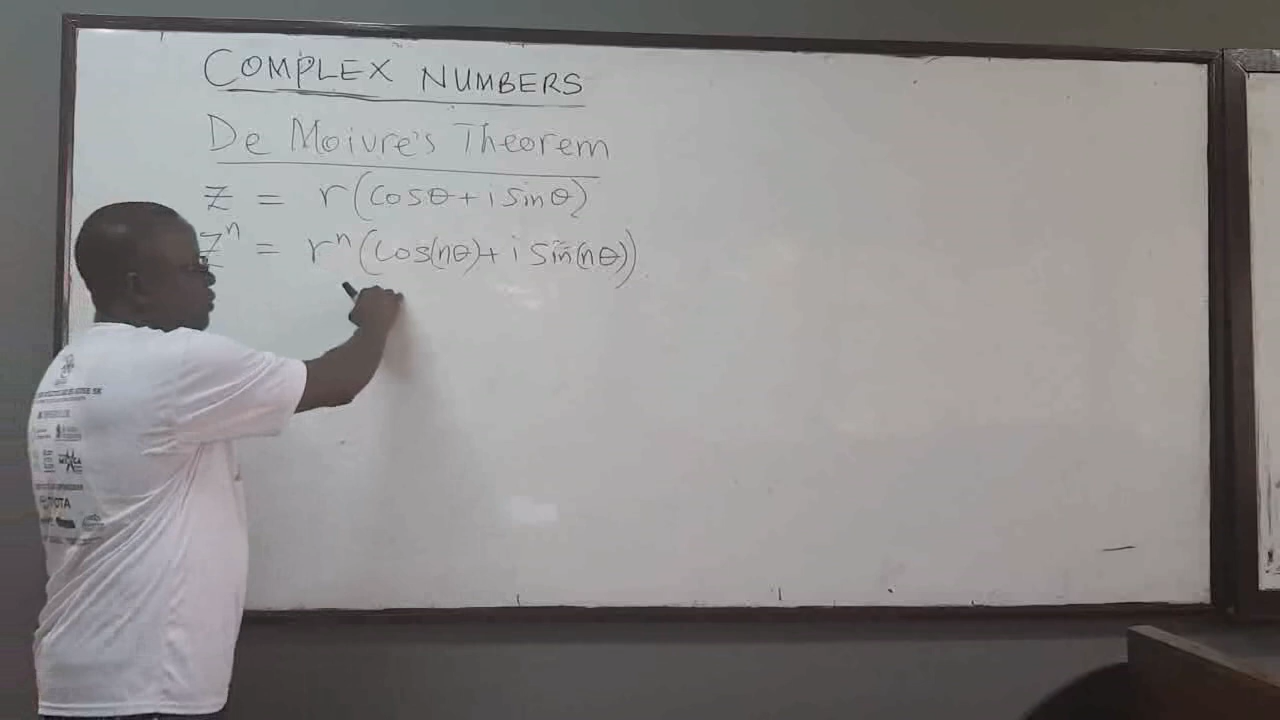 COMPLEX NUMBERS
De Moivre's Theorem
z = r(cosθ + i sinθ)
z^n = r^n (cos(nθ) + i sin(nθ))